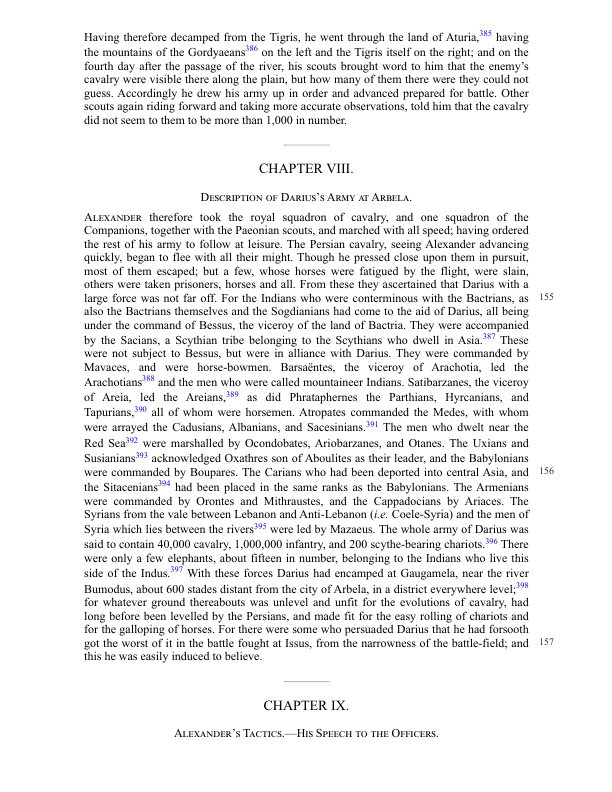 Having therefore decamped from the Tigris, he went through the land of Aturia,385 having
the mountains of the Gordyaeans386 on the left and the Tigris itself on the right; and on the
fourth day after the passage of the river, his scouts brought word to him that the enemy's
cavalry were visible there along the plain, but how many of them there were they could not
guess. Accordingly he drew his army up in order and advanced prepared for battle. Other
scouts again riding forward and taking more accurate observations, told him that the cavalry
did not seem to them to be more than 1,000 in number.
CHAPTER VIII.
Description of Darius's Army at Arbela.
Alexander therefore took the royal squadron of cavalry, and one squadron of the
Companions, together with the Paeonian scouts, and marched with all speed; having ordered
the rest of his army to follow at leisure. The Persian cavalry, seeing Alexander advancing
quickly, began to flee with all their might. Though he pressed close upon them in pursuit,
most of them escaped; but a few, whose horses were fatigued by the flight, were slain,
others were taken prisoners, horses and all. From these they ascertained that Darius with a
large force was not far off. For the Indians who were conterminous with the Bactrians, as 155
also the Bactrians themselves and the Sogdianians had come to the aid of Darius, all being
under the command of Bessus, the viceroy of the land of Bactria. They were accompanied
by the Sacians, a Scythian tribe belonging to the Scythians who dwell in Asia.387 These
were not subject to Bessus, but were in alliance with Darius. They were commanded by
Mavaces, and were horse-bowmen. Barsaëntes, the viceroy of Arachotia, led the
Arachotians388 and the men who were called mountaineer Indians. Satibarzanes, the viceroy
of Areia, led the Areians,389 as did Phrataphernes the Parthians, Hyrcanians, and
Tapurians,390 all of whom were horsemen. Atropates commanded the Medes, with whom
were arrayed the Cadusians, Albanians, and Sacesinians.391 The men who dwelt near the
Red Sea392 were marshalled by Ocondobates, Ariobarzanes, and Otanes. The Uxians and
Susianians393 acknowledged Oxathres son of Aboulites as their leader, and the Babylonians
were commanded by Boupares. The Carians who had been deported into central Asia, and 156
the Sitacenians394 had been placed in the same ranks as the Babylonians. The Armenians
were commanded by Orontes and Mithraustes, and the Cappadocians by Ariaces. The
Syrians from the vale between Lebanon and Anti-Lebanon (i.e. Coele-Syria) and the men of
Syria which lies between the rivers395 were led by Mazaeus. The whole army of Darius was
said to contain 40,000 cavalry, 1,000,000 infantry, and 200 scythe-bearing chariots.396 There
were only a few elephants, about fifteen in number, belonging to the Indians who live this
side of the Indus.397 With these forces Darius had encamped at Gaugamela, near the river
Bumodus, about 600 stades distant from the city of Arbela, in a district everywhere level;398
for whatever ground thereabouts was unlevel and unfit for the evolutions of cavalry, had
long before been levelled by the Persians, and made fit for the easy rolling of chariots and
for the galloping of horses. For there were some who persuaded Darius that he had forsooth
got the worst of it in the battle fought at Issus, from the narrowness of the battle-field; and 157
this he was easily induced to believe.
CHAPTER IX.
Alexander's Tactics.—His Speech to the Officers.